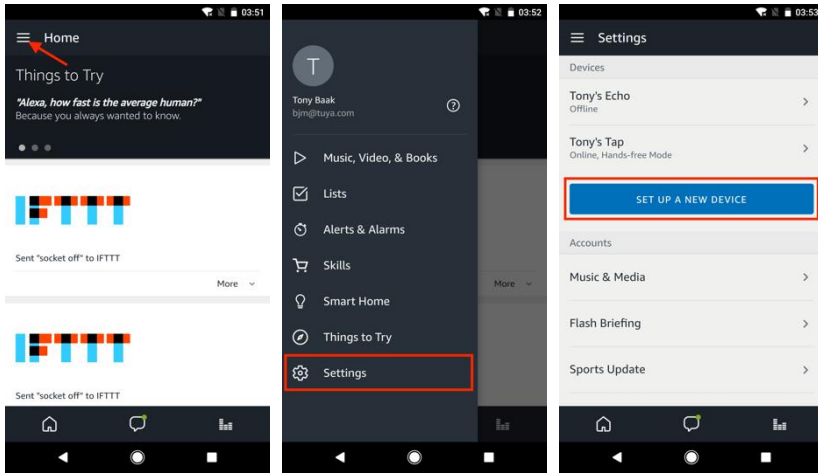 03:51
Home
Things to Try
"Alexa, how fast is the average human?"
Because you always wanted to know.
IFTTT
Sent "socket off" to IFTTT
More
IFTTT
Sent "socket off" to IFTTT
03:52
T
Tony Baak
bjm@tuya.com
?
Music, Video, & Books
Lists
Alerts & Alarms
Skills
Smart Home
Things to Try
Settings
More
03:53
Settings
Devices
Tony's Echo
Offline
Tony's Tap
Online, Hands-free Mode
SET UP A NEW DEVICE
Accounts
Music & Media
Flash Briefing
Sports Update